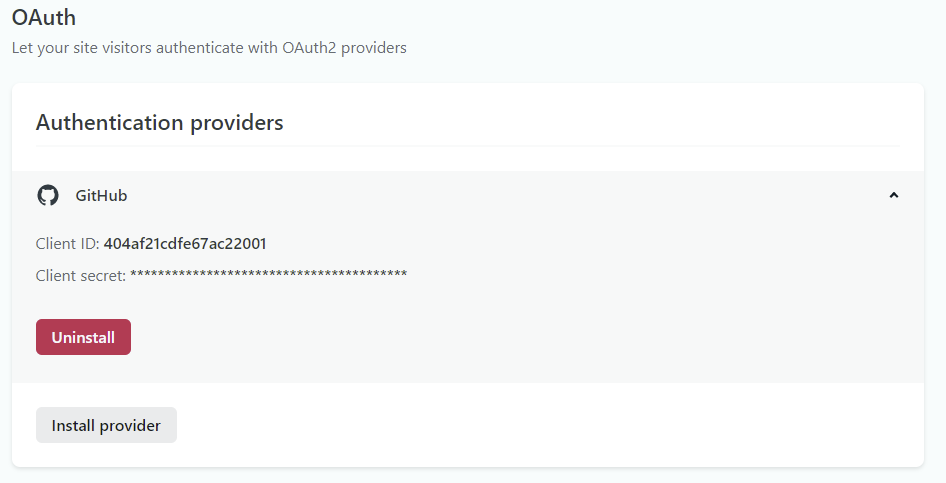 OAuth
Let your site visitors authenticate with OAuth2 providers
Authentication providers
GitHub
Client ID: 404af21cdfe67ac22001
Client secret: ****************************************
Uninstall
Install provider